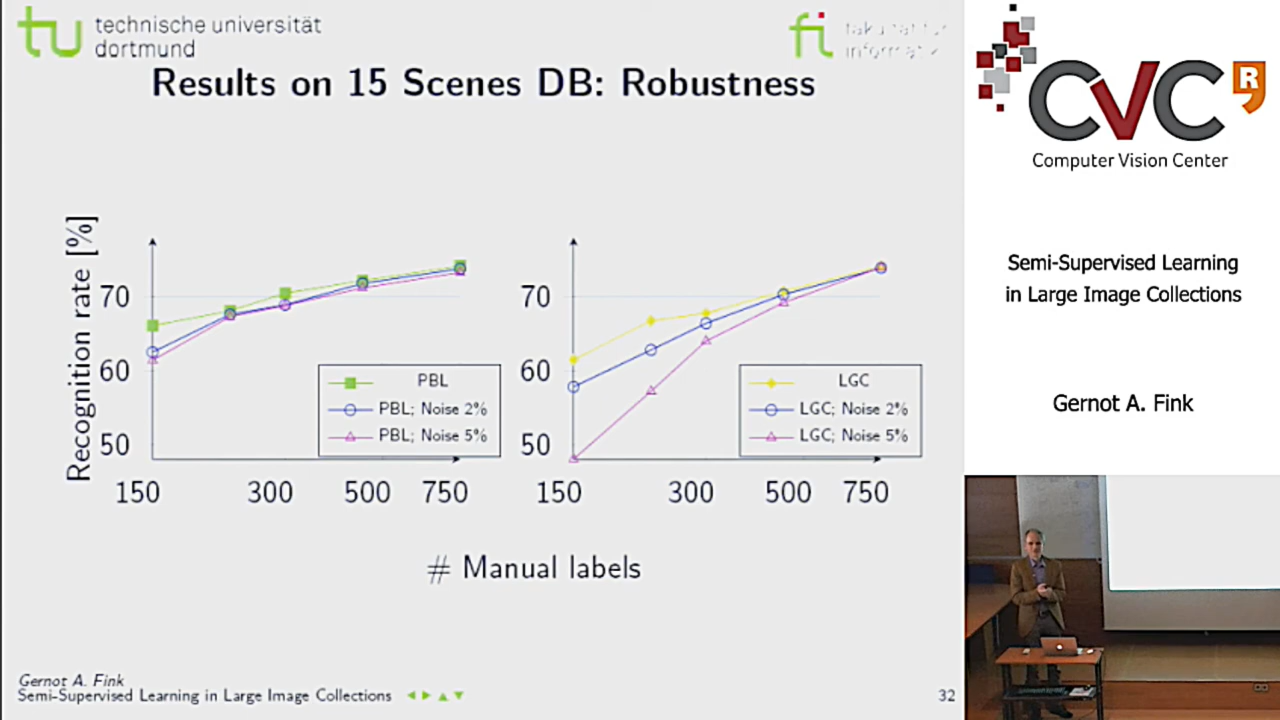 tu technische universität
dortmund
fi fakultät für
informatik
Results on 15 Scenes DB: Robustness
Recognition rate [%]
70
60
50
150
300
500
750
PBL
PBL; Noise 2%
PBL; Noise 5%
70
60
50
150
300
500
750
LGC
LGC; Noise 2%
LGC; Noise 5%
# Manual labels
Gernot A. Fink
Semi-Supervised Learning in Large Image Collections
32
CVC R
Computer Vision Center
Semi-Supervised Learning
in Large Image Collections
Gernot A. Fink